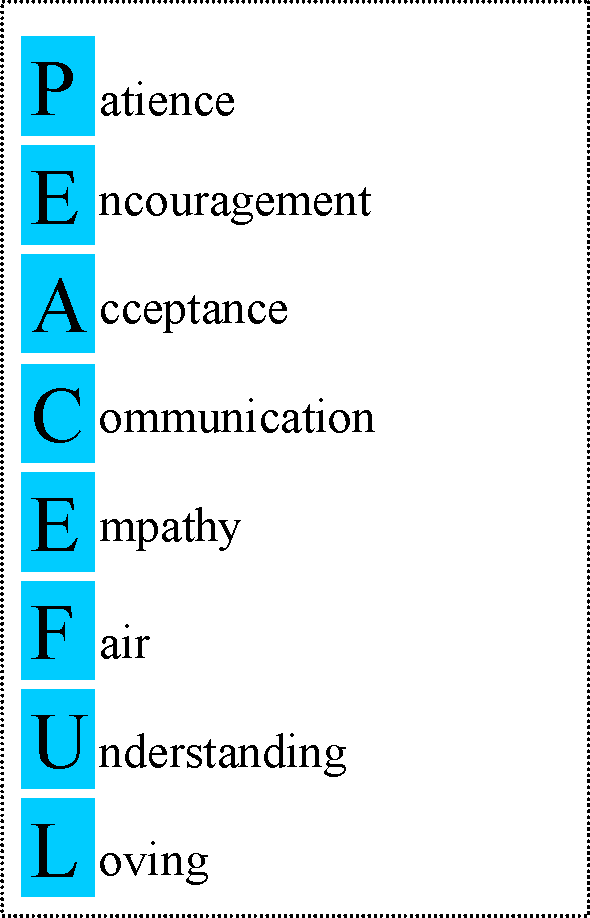 Patience
Encouragement
Acceptance
Communication
Empathy
Fair
Understanding
Loving